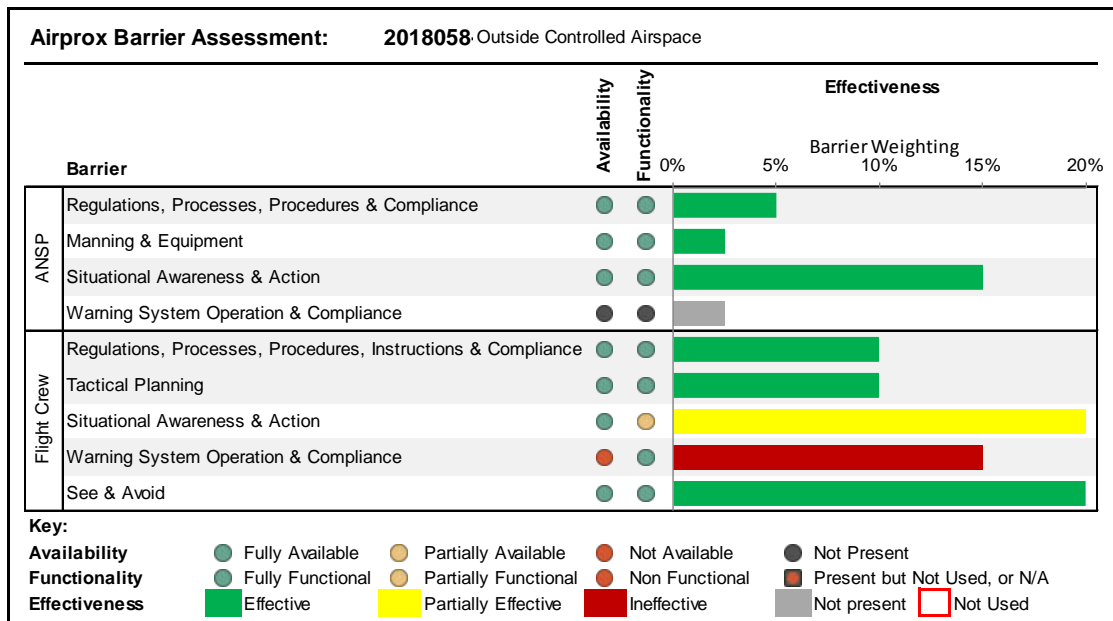 Airprox Barrier Assessment: 2018058 Outside Controlled Airspace
Availability
Functionality
Effectiveness
Barrier Weighting
Barrier
0% 5% 10% 15% 20%
ANSP
Regulations, Processes, Procedures & Compliance
Manning & Equipment
Situational Awareness & Action
Warning System Operation & Compliance
Flight Crew
Regulations, Processes, Procedures, Instructions & Compliance
Tactical Planning
Situational Awareness & Action
Warning System Operation & Compliance
See & Avoid
Key:
Availability Fully Available Partially Available Not Available Not Present
Functionality Fully Functional Partially Functional Non Functional Present but Not Used, or N/A
Effectiveness Effective Partially Effective Ineffective Not present Not Used